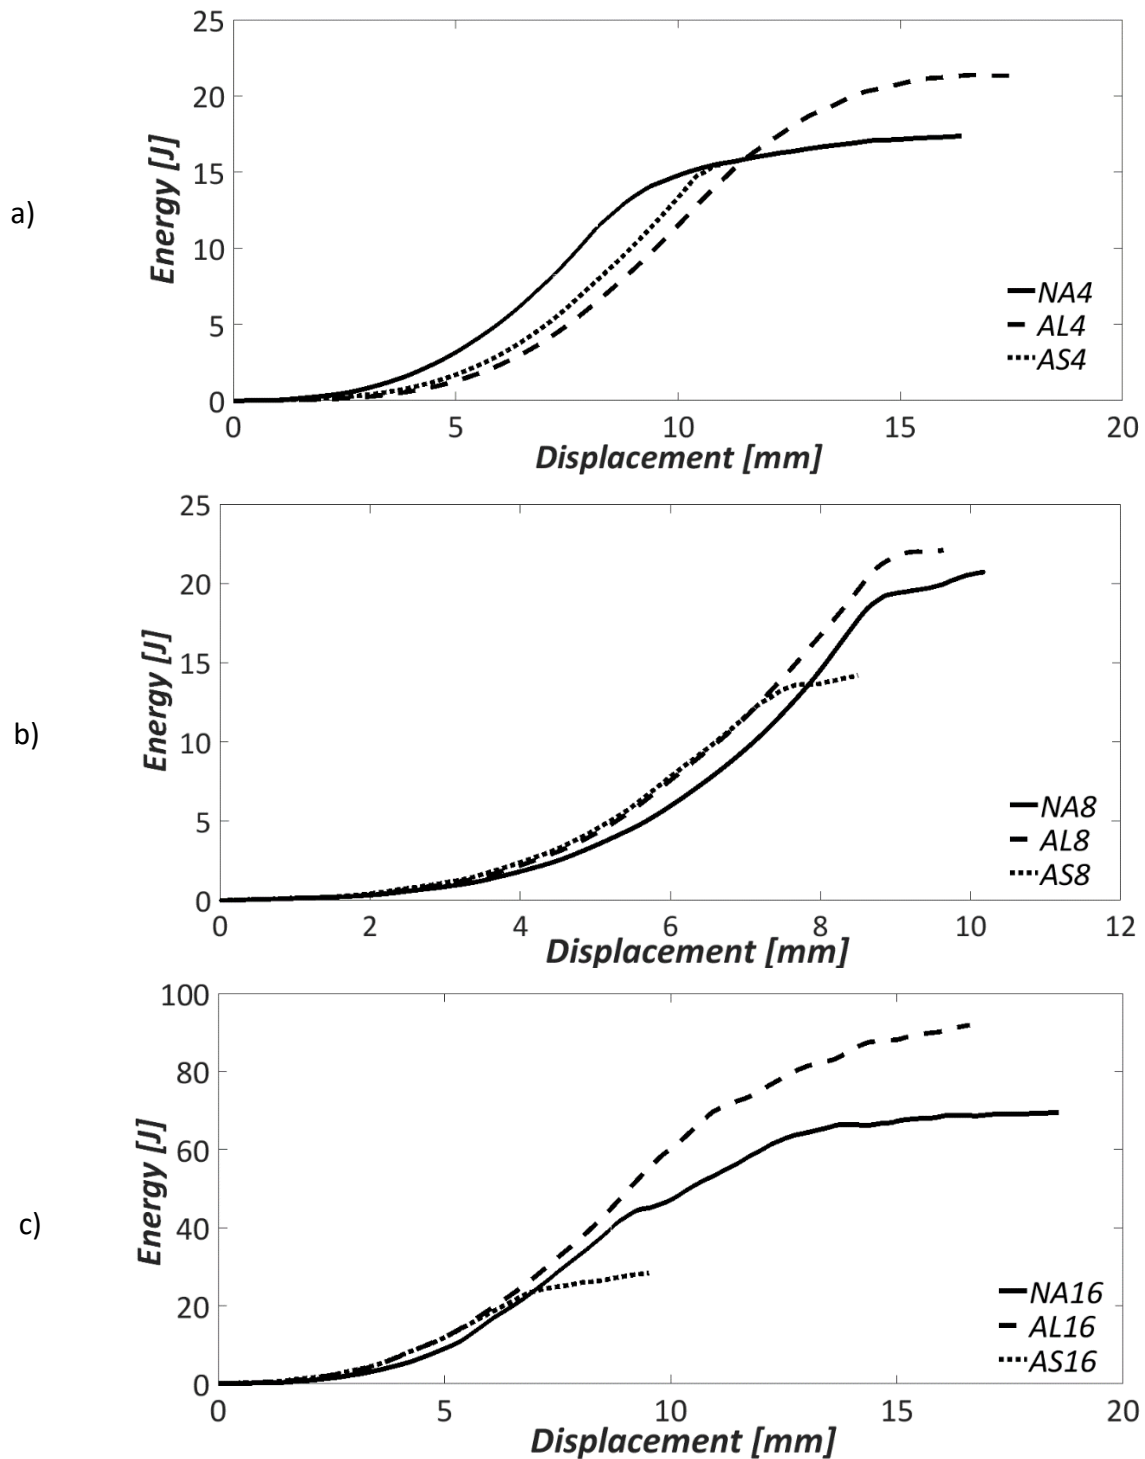 a)
Energy [J]
25
20
15
10
5
0
0 5 10 15 20
Displacement [mm]
NA4
AL4
AS4
b)
Energy [J]
25
20
15
10
5
0
0 2 4 6 8 10 12
Displacement [mm]
NA8
AL8
AS8
c)
Energy [J]
100
80
60
40
20
0
0 5 10 15 20
Displacement [mm]
NA16
AL16
AS16